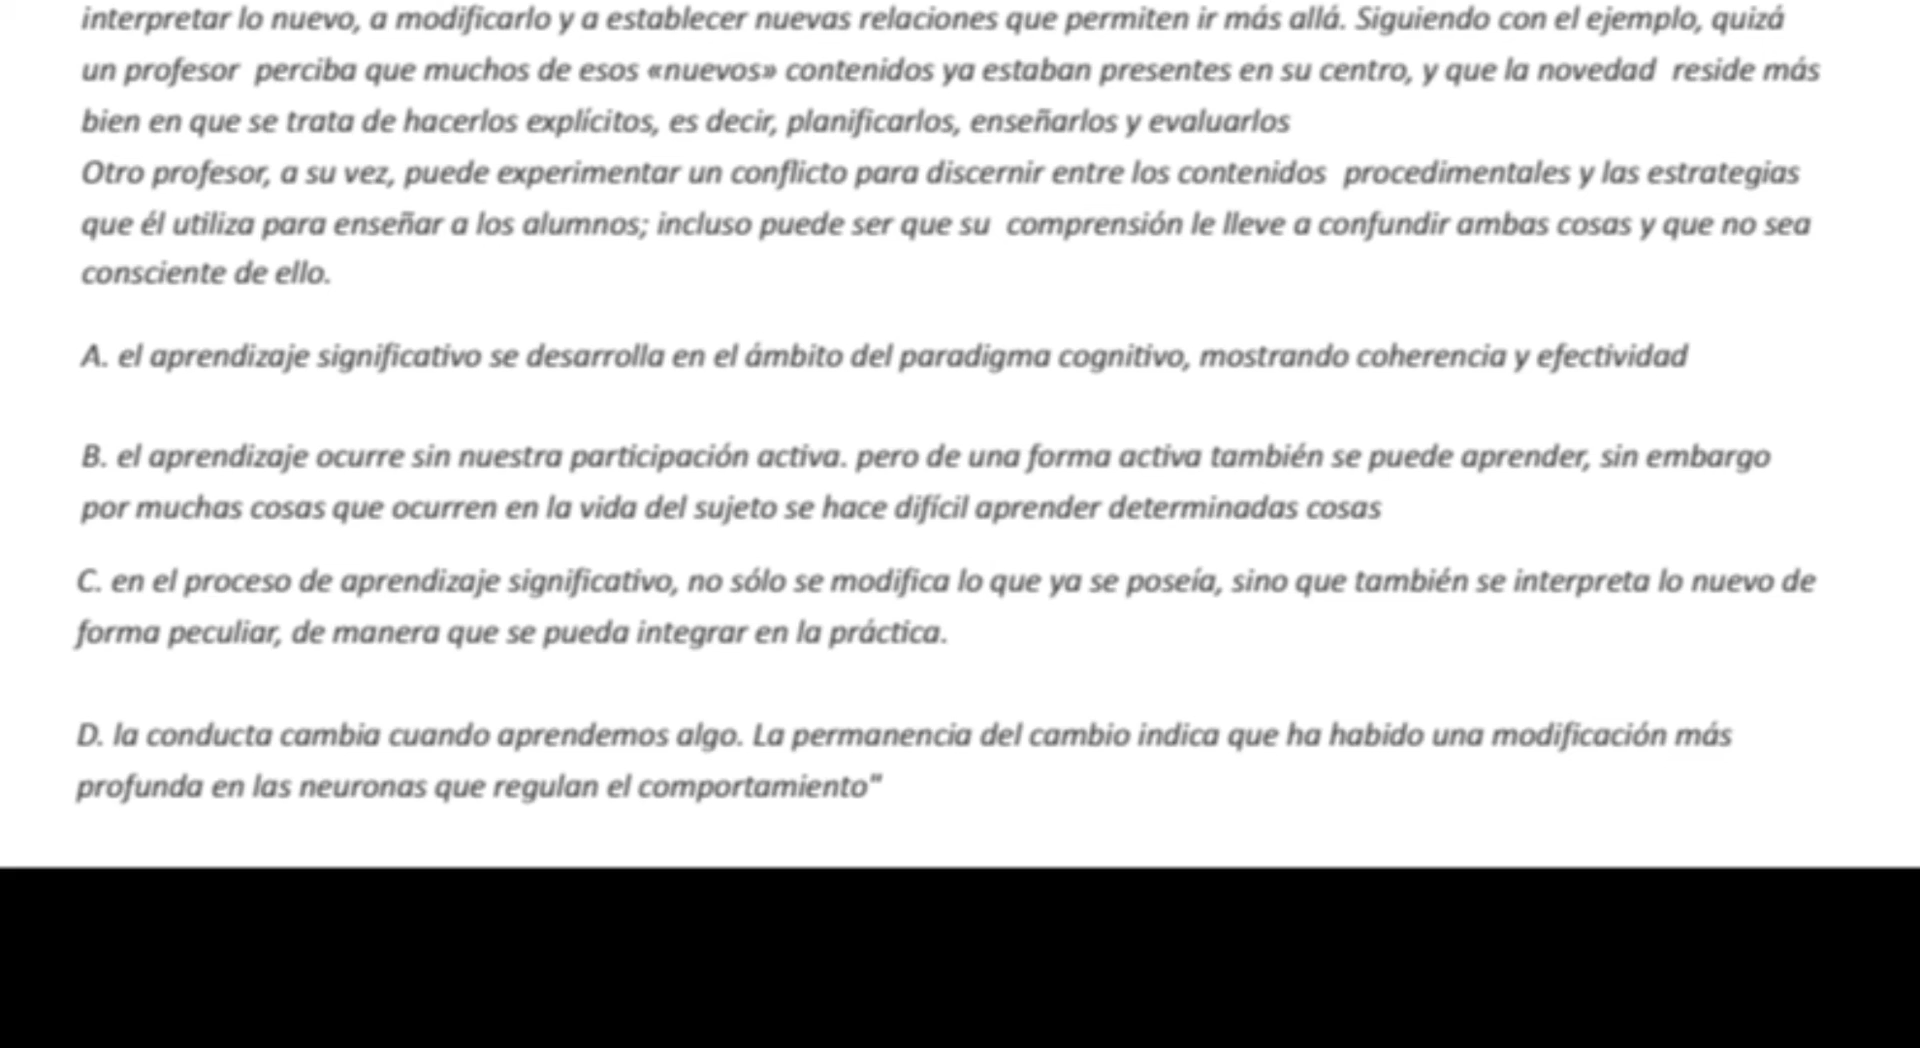 interpretar lo nuevo, a modificarlo y a establecer nuevas relaciones que permiten ir más allá. Siguiendo con el ejemplo, quizá
un profesor perciba que muchos de esos «nuevos» contenidos ya estaban presentes en su centro, y que la novedad reside más
bien en que se trata de hacerlos explícitos, es decir, planificarlos, enseñarlos y evaluarlos
Otro profesor, a su vez, puede experimentar un conflicto para discernir entre los contenidos procedimentales y las estrategias
que él utiliza para enseñar a los alumnos; incluso puede ser que su comprensión le lleve a confundir ambas cosas y que no sea
consciente de ello.
A. el aprendizaje significativo se desarrolla en el ámbito del paradigma cognitivo, mostrando coherencia y efectividad
B. el aprendizaje ocurre sin nuestra participación activa. pero de una forma activa también se puede aprender, sin embargo
por muchas cosas que ocurren en la vida del sujeto se hace difícil aprender determinadas cosas
C. en el proceso de aprendizaje significativo, no sólo se modifica lo que ya se poseía, sino que también se interpreta lo nuevo de
forma peculiar, de manera que se pueda integrar en la práctica.
D. la conducta cambia cuando aprendemos algo. La permanencia del cambio indica que ha habido una modificación más
profunda en las neuronas que regulan el comportamiento"